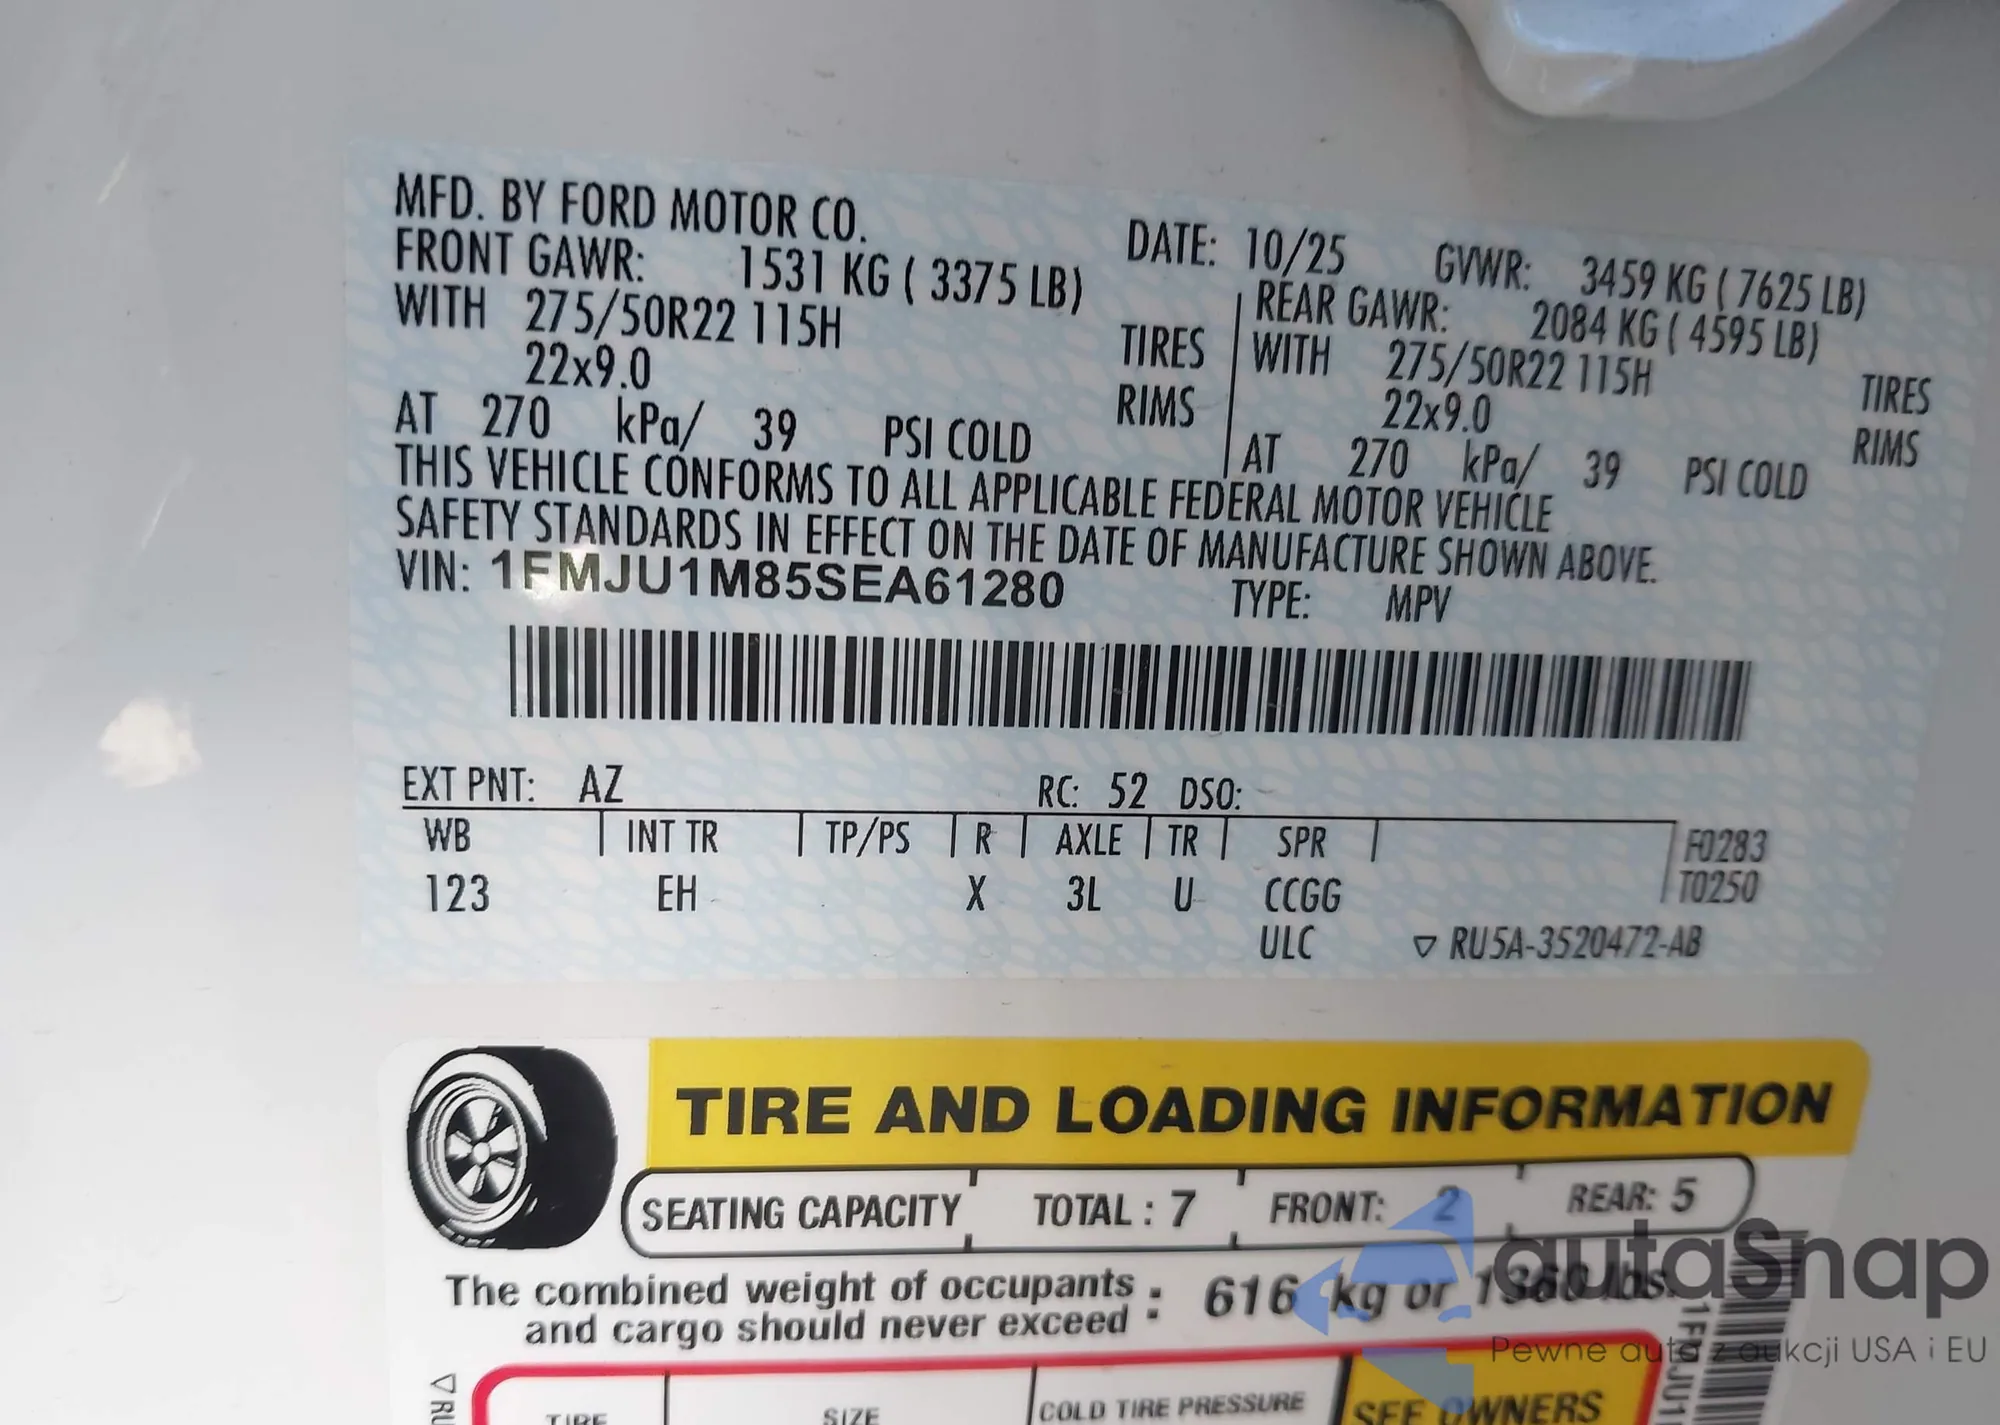 MFD. BY FORD MOTOR CO. DATE: 10/25 GVWR: 3459 KG ( 7625 LB)
FRONT GAWR: 1531 KG ( 3375 LB) REAR GAWR: 2084 KG ( 4595 LB)
WITH 275/50R22 115H TIRES WITH 275/50R22 115H TIRES
22x9.0 RIMS 22x9.0 RIMS
AT 270 kPa/ 39 PSI COLD AT 270 kPa/ 39 PSI COLD
THIS VEHICLE CONFORMS TO ALL APPLICABLE FEDERAL MOTOR VEHICLE
SAFETY STANDARDS IN EFFECT ON THE DATE OF MANUFACTURE SHOWN ABOVE.
VIN: 1FMJU1M85SEA61280 TYPE: MPV
EXT PNT: AZ RC: 52 DSO:
WB INT TR TP/PS R AXLE TR SPR F0283
123 EH X 3L U CCGG T0250
ULC ▽ RU5A-3520472-AB
TIRE AND LOADING INFORMATION
SEATING CAPACITY TOTAL : 7 FRONT: 2 REAR: 5
The combined weight of occupants
and cargo should never exceed : 616 kg or 1360 lbs.
autaSnap
Pewne auta z aukcji USA i EU
TIRE SIZE COLD TIRE PRESSURE SEE OWNERS
▽ RU
1FMJU1